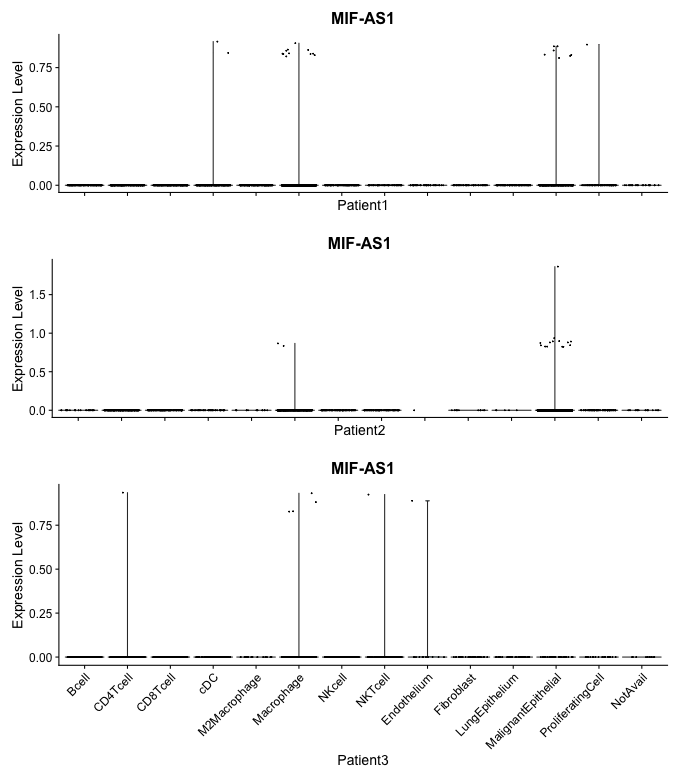 MIF-AS1
Expression Level
0.75
0.50
0.25
0.00
Patient1
MIF-AS1
Expression Level
1.5
1.0
0.5
0.0
Patient2
MIF-AS1
Expression Level
0.75
0.50
0.25
0.00
Bcell
CD4Tcell
CD8Tcell
cDC
M2Macrophage
Macrophage
NKcell
NKTcell
Endothelium
Fibroblast
LungEpithelium
MalignantEpithelial
ProliferatingCell
NotAvail
Patient3